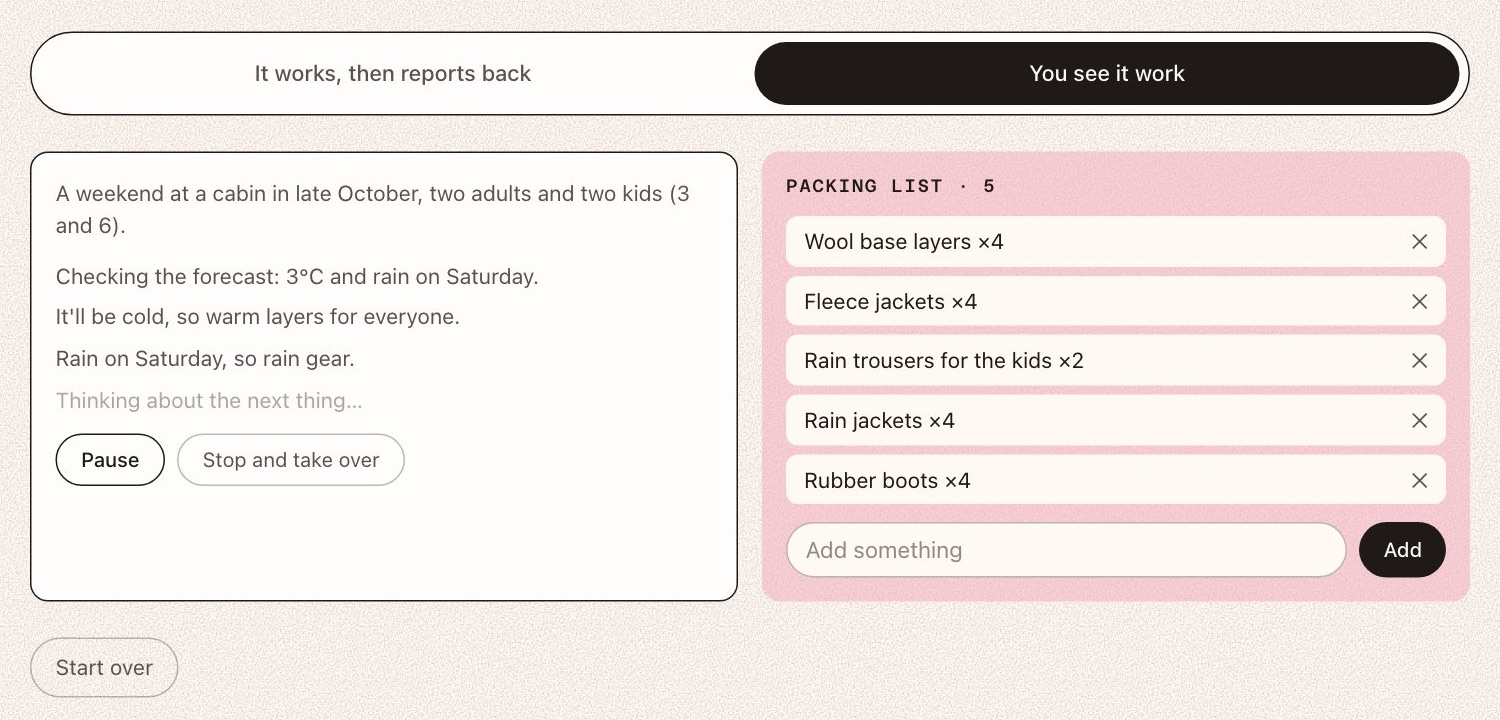 It works, then reports back
You see it work
A weekend at a cabin in late October, two adults and two kids (3
and 6).
Checking the forecast: 3°C and rain on Saturday.
It'll be cold, so warm layers for everyone.
Rain on Saturday, so rain gear.
Thinking about the next thing…
Pause
Stop and take over
PACKING LIST · 5
Wool base layers ×4
Fleece jackets ×4
Rain trousers for the kids ×2
Rain jackets ×4
Rubber boots ×4
Add something
Add
Start over